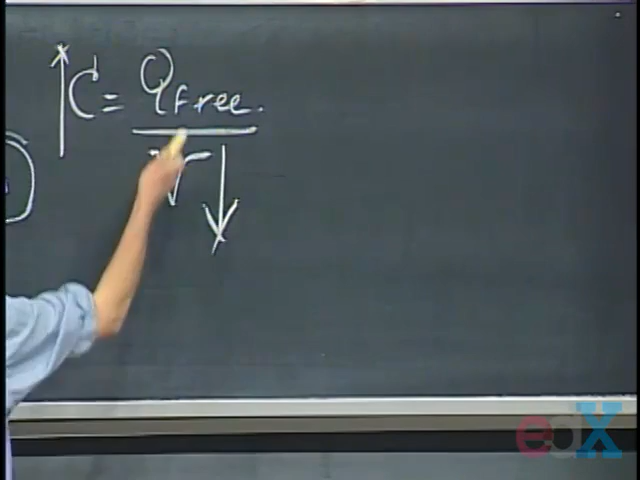 C = Qfree.
V
edX